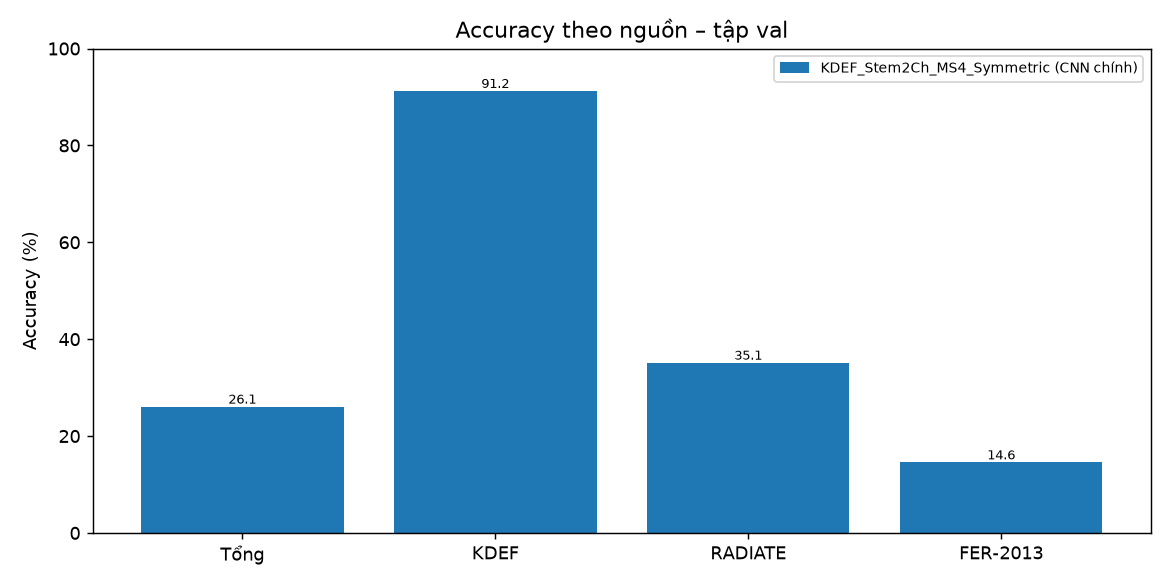 Accuracy theo nguồn – tập val
KDEF_Stem2Ch_MS4_Symmetric (CNN chính)
Accuracy (%)
100
80
60
40
20
0
26.1
91.2
35.1
14.6
Tổng
KDEF
RADIATE
FER-2013